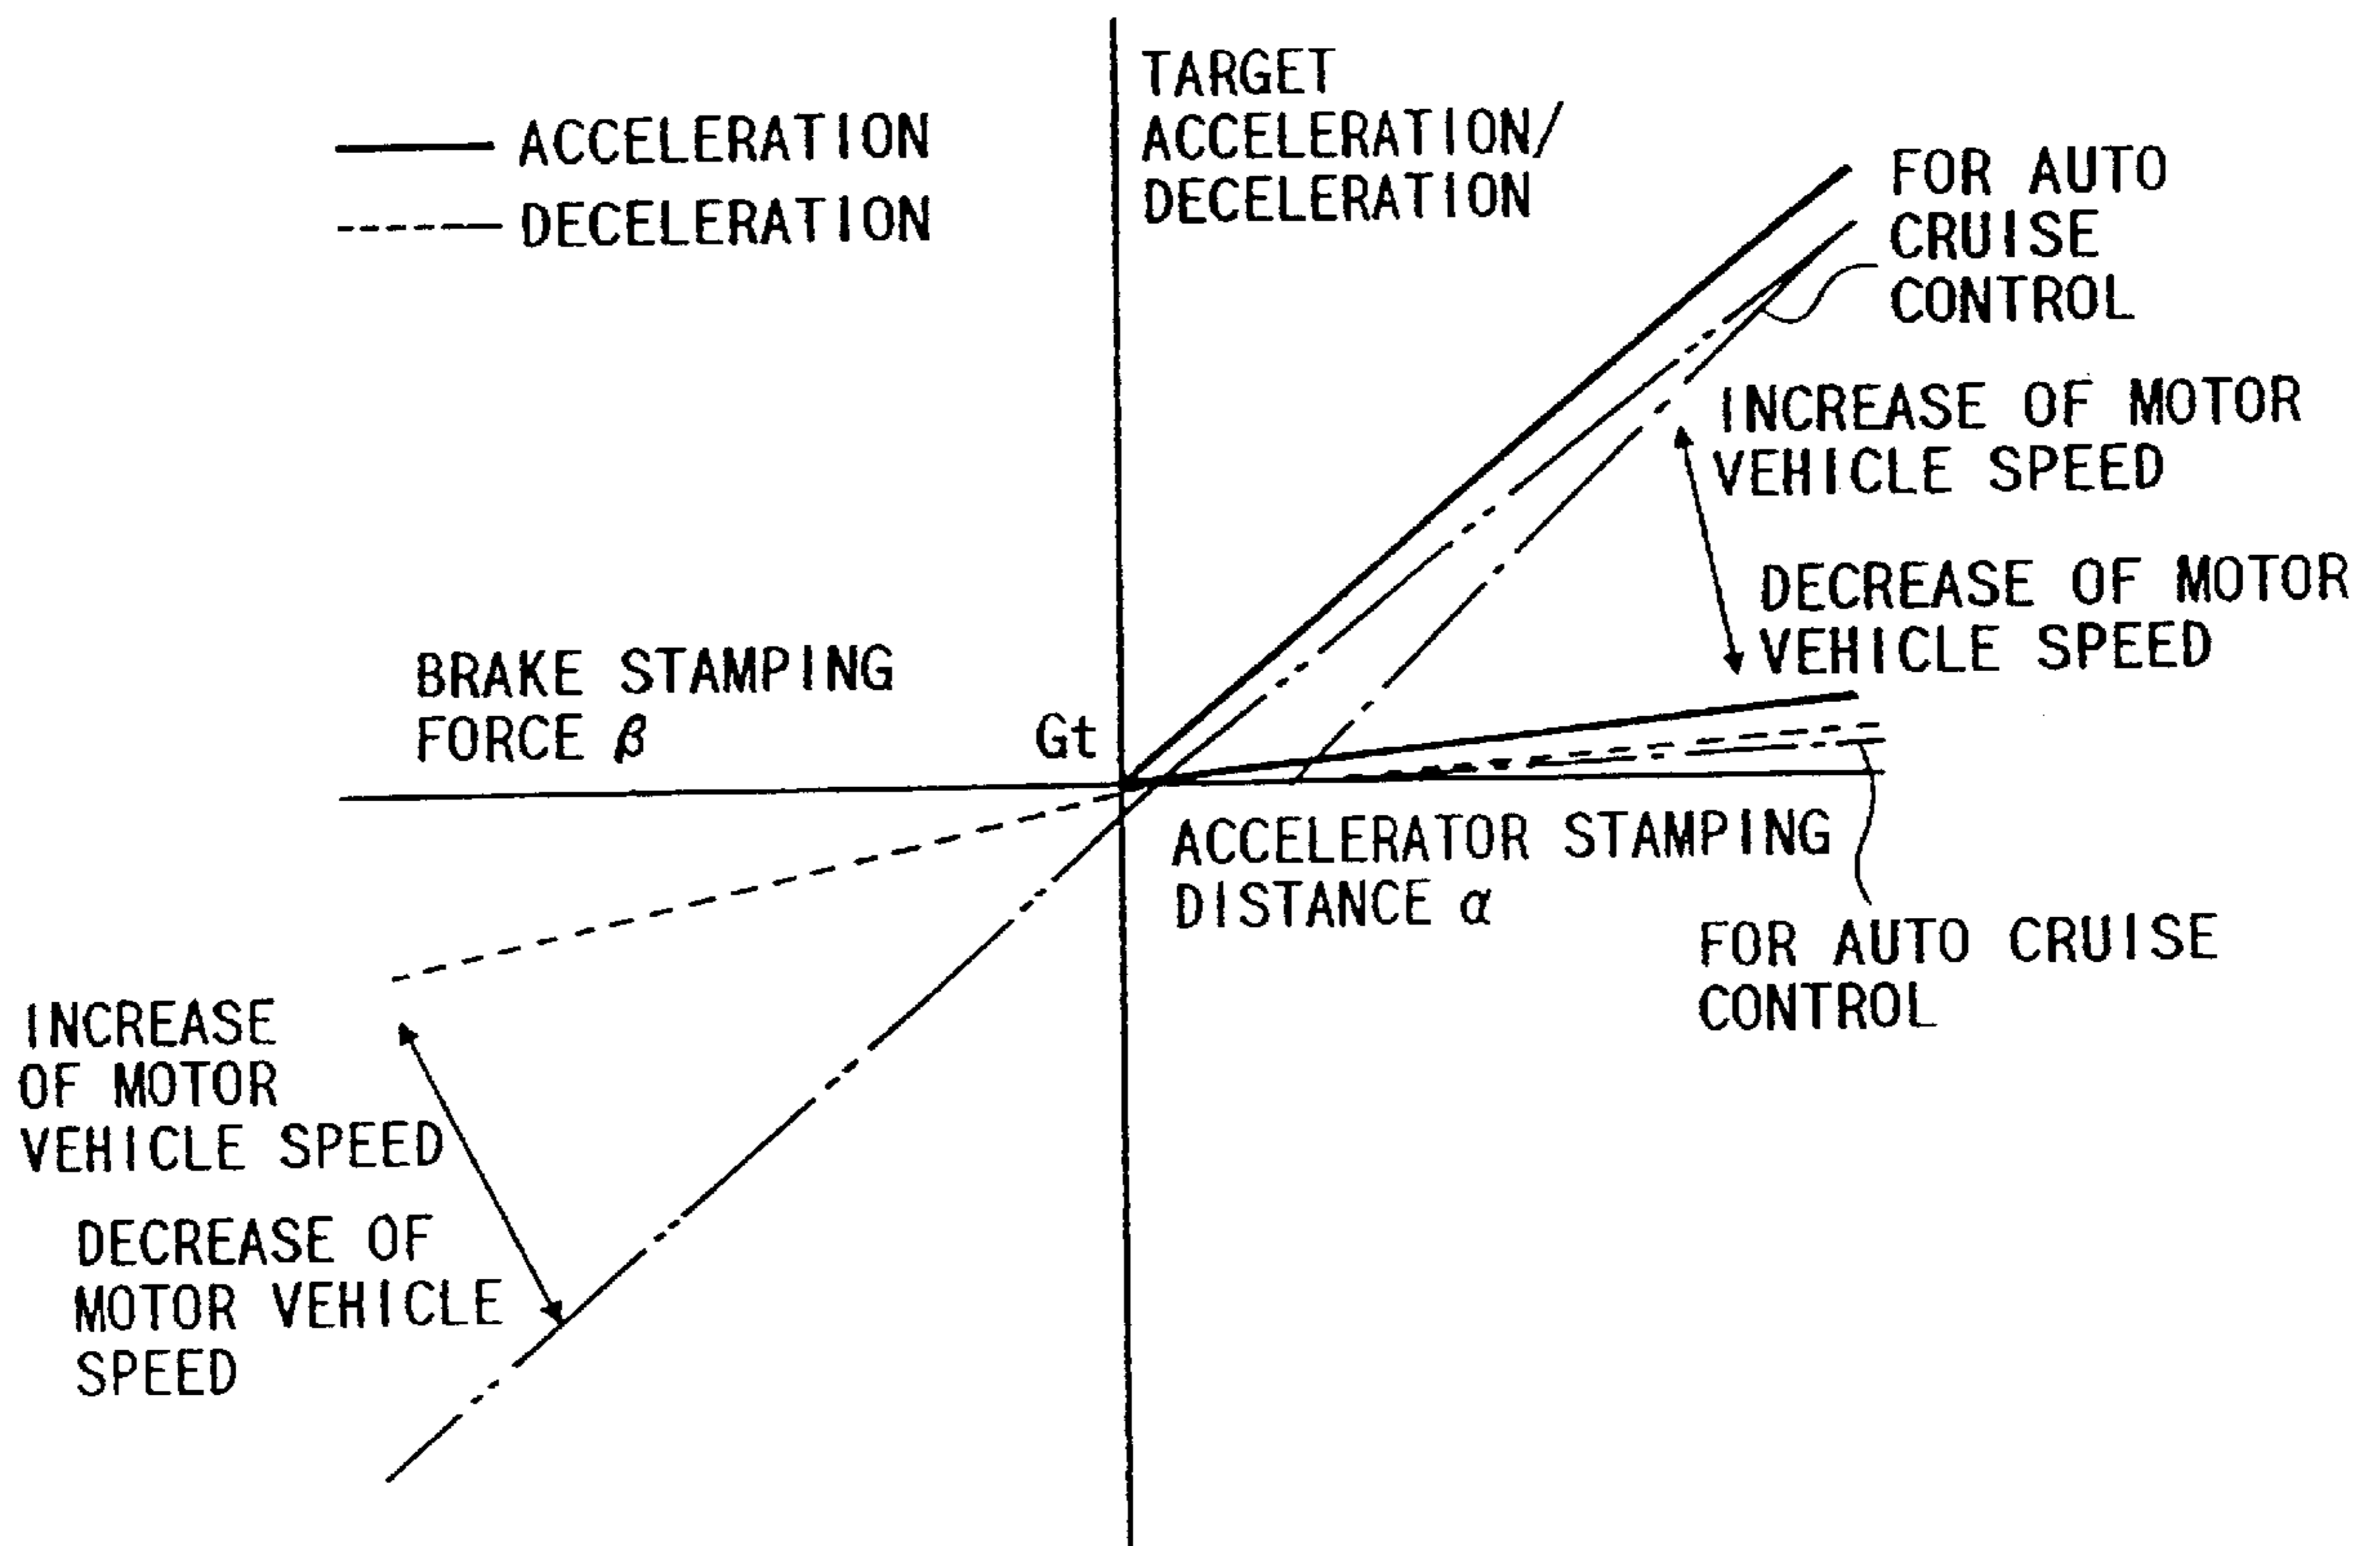 TARGET
ACCELERATION/
DECELERATION
ACCELERATION
DECELERATION
FOR AUTO
CRUISE
CONTROL
INCREASE OF MOTOR
VEHICLE SPEED
DECREASE OF MOTOR
VEHICLE SPEED
BRAKE STAMPING
FORCE β
Gt
ACCELERATOR STAMPING
DISTANCE α
FOR AUTO CRUISE
CONTROL
INCREASE
OF MOTOR
VEHICLE SPEED
DECREASE OF
MOTOR VEHICLE
SPEED